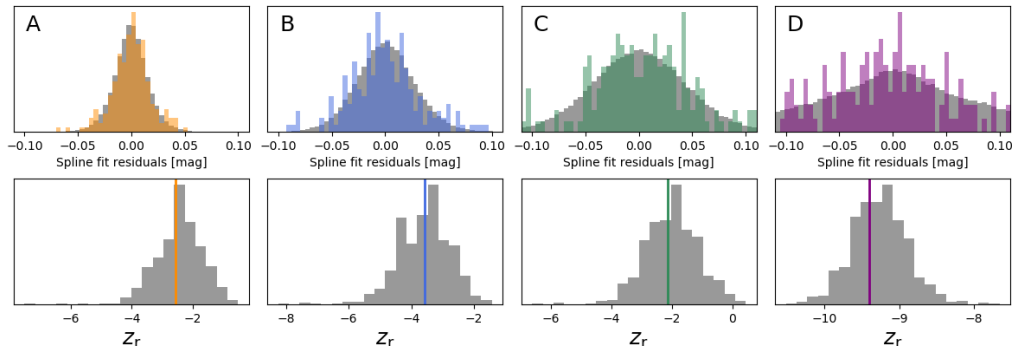 A B C D
−0.10 −0.05 0.00 0.05 0.10 −0.10 −0.05 0.00 0.05 0.10 −0.10 −0.05 0.00 0.05 0.10 −0.10 −0.05 0.00 0.05 0.10
Spline fit residuals [mag] Spline fit residuals [mag] Spline fit residuals [mag] Spline fit residuals [mag]
−6 −4 −2 −8 −6 −4 −2 −6 −4 −2 0 −10 −9 −8
z_r z_r z_r z_r